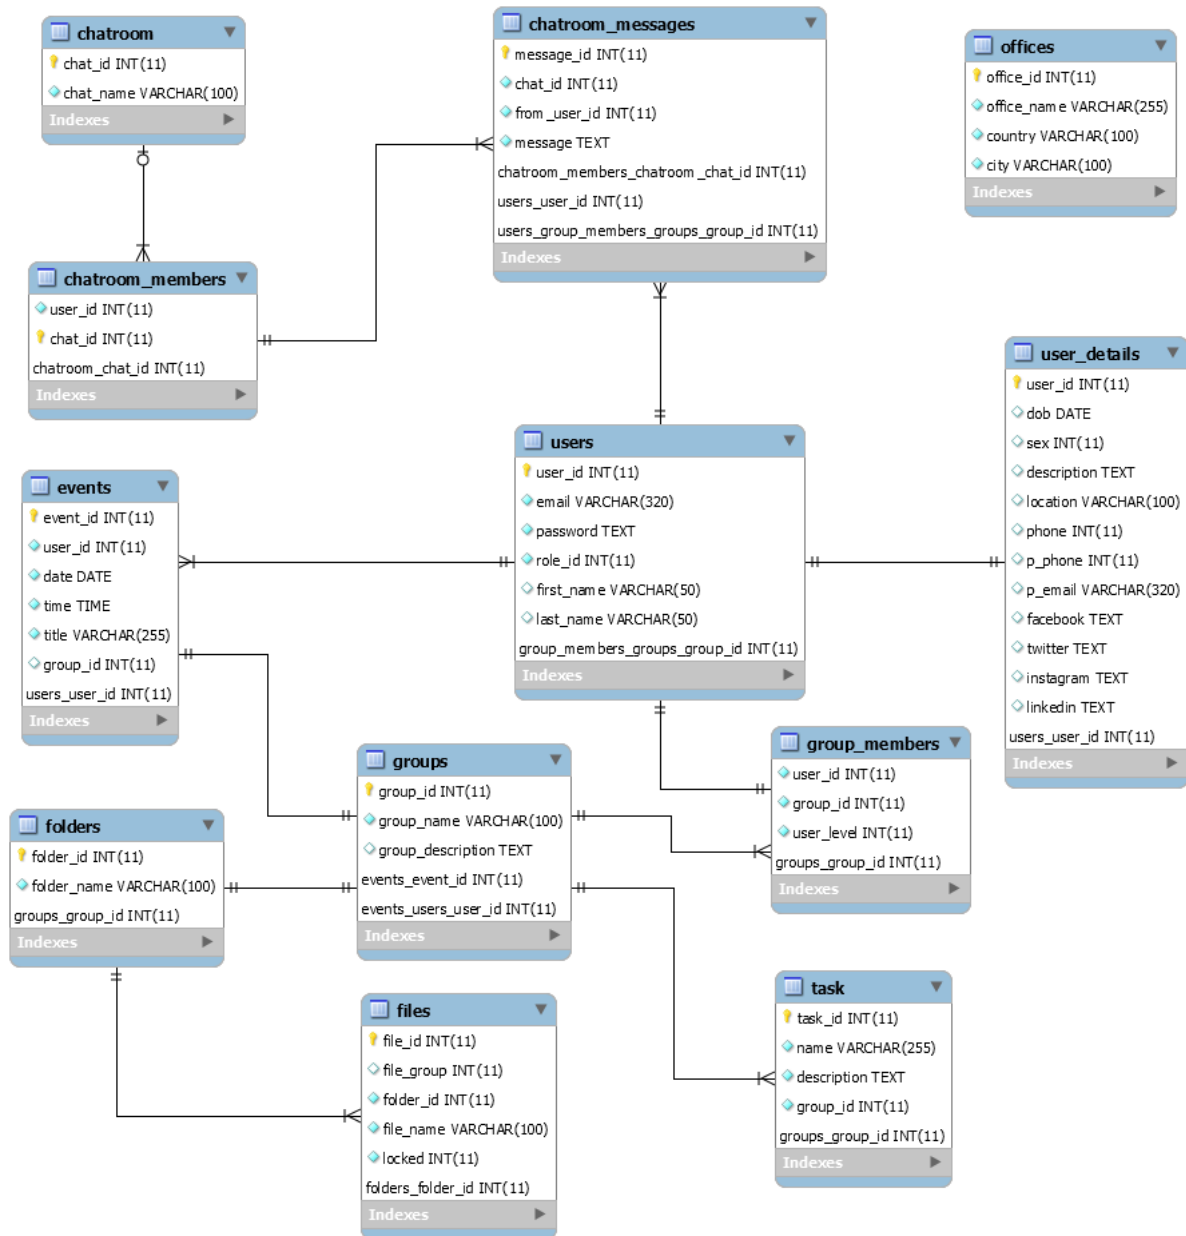 chatroom
chat_id INT(11)
chat_name VARCHAR(100)
Indexes
chatroom_messages
message_id INT(11)
chat_id INT(11)
from_user_id INT(11)
message TEXT
chatroom_members_chatroom_chat_id INT(11)
users_user_id INT(11)
users_group_members_groups_group_id INT(11)
Indexes
offices
office_id INT(11)
office_name VARCHAR(255)
country VARCHAR(100)
city VARCHAR(100)
Indexes
chatroom_members
user_id INT(11)
chat_id INT(11)
chatroom_chat_id INT(11)
Indexes
user_details
user_id INT(11)
dob DATE
sex INT(11)
description TEXT
location VARCHAR(100)
phone INT(11)
p_phone INT(11)
p_email VARCHAR(320)
facebook TEXT
twitter TEXT
instagram TEXT
linkedin TEXT
users_user_id INT(11)
Indexes
users
user_id INT(11)
email VARCHAR(320)
password TEXT
role_id INT(11)
first_name VARCHAR(50)
last_name VARCHAR(50)
group_members_groups_group_id INT(11)
Indexes
events
event_id INT(11)
user_id INT(11)
date DATE
time TIME
title VARCHAR(255)
group_id INT(11)
users_user_id INT(11)
Indexes
groups
group_id INT(11)
group_name VARCHAR(100)
group_description TEXT
events_event_id INT(11)
events_users_user_id INT(11)
Indexes
group_members
user_id INT(11)
group_id INT(11)
user_level INT(11)
groups_group_id INT(11)
Indexes
folders
folder_id INT(11)
folder_name VARCHAR(100)
groups_group_id INT(11)
Indexes
files
file_id INT(11)
file_group INT(11)
folder_id INT(11)
file_name VARCHAR(100)
locked INT(11)
folders_folder_id INT(11)
Indexes
task
task_id INT(11)
name VARCHAR(255)
description TEXT
group_id INT(11)
groups_group_id INT(11)
Indexes